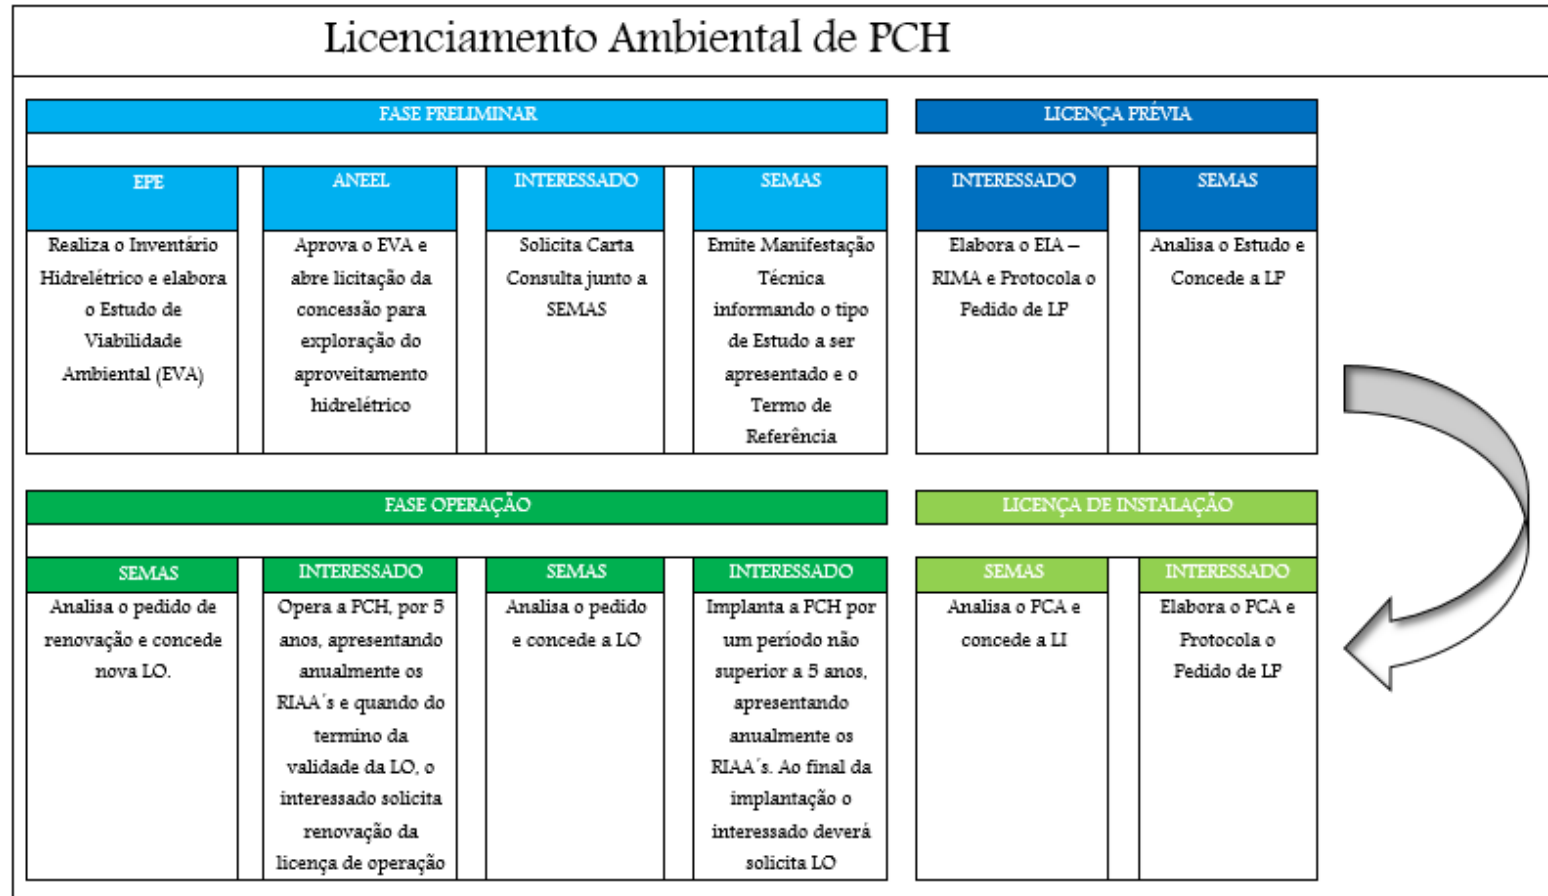 Licenciamento Ambiental de PCH
FASE PRELIMINAR
EPE
Realiza o Inventário
Hidrelétrico e elabora
o Estudo de
Viabilidade
Ambiental (EVA)
ANEEL
Aprova o EVA e
abre licitação da
concessão para
exploração do
aproveitamento
hidrelétrico
INTERESSADO
Solicita Carta
Consulta junto a
SEMAS
SEMAS
Emite Manifestação
Técnica
informando o tipo
de Estudo a ser
apresentado e o
Termo de
Referência
LICENÇA PRÉVIA
INTERESSADO
Elabora o EIA –
RIMA e Protocola o
Pedido de LP
SEMAS
Analisa o Estudo e
Concede a LP
FASE OPERAÇÃO
SEMAS
Analisa o pedido de
renovação e concede
nova LO.
INTERESSADO
Opera a PCH, por 5
anos, apresentando
anualmente os
RIAA´s e quando do
termino da
validade da LO, o
interessado solicita
renovação da
licença de operação
SEMAS
Analisa o pedido
e concede a LO
INTERESSADO
Implanta a PCH por
um período não
superior a 5 anos,
apresentando
anualmente os
RIAA´s. Ao final da
implantação o
interessado deverá
solicita LO
LICENÇA DE INSTALAÇÃO
SEMAS
Analisa o PCA e
concede a LI
INTERESSADO
Elabora o PCA e
Protocola o
Pedido de LP